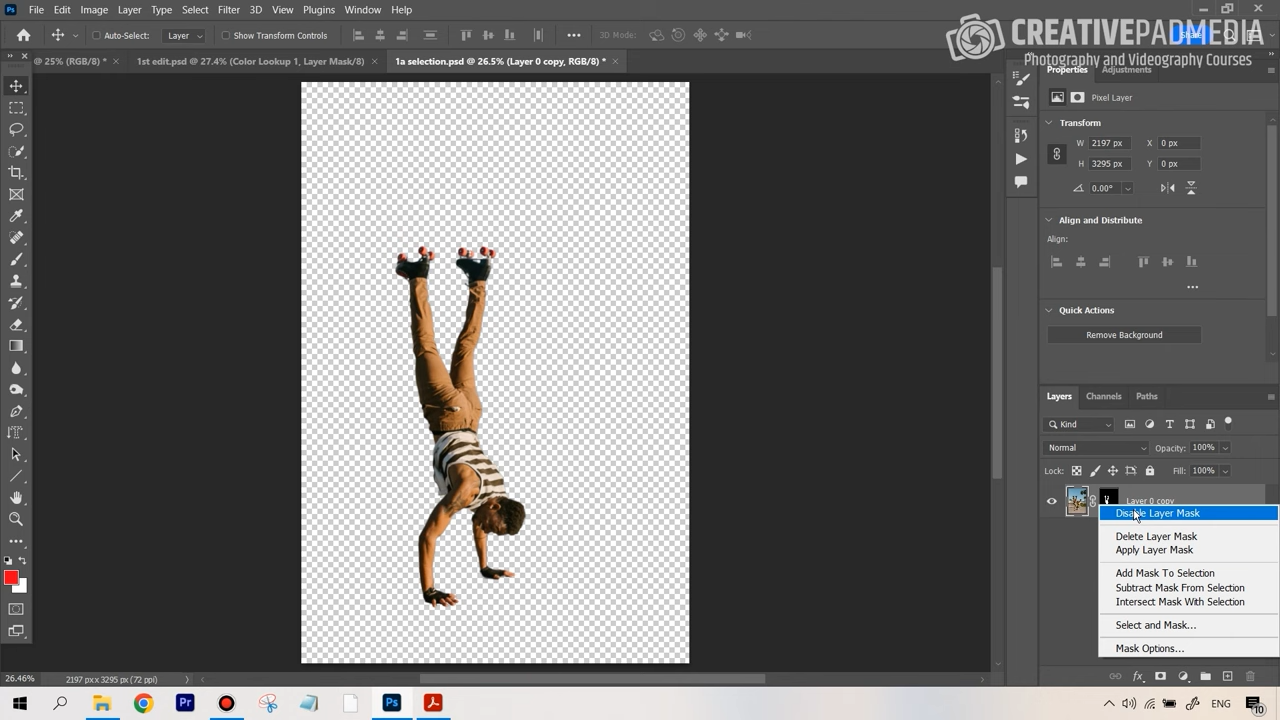 File Edit Image Layer Type Select Filter 3D View Plugins Window Help
Auto-Select: Layer Show Transform Controls 3D Mode: Share
CREATIVEPADMEDIA
Photography and Videography Courses
@ 25% (RGB/8) * × 1st edit.psd @ 27.4% (Color Lookup 1, Layer Mask/8) × 1a selection.psd @ 26.5% (Layer 0 copy, RGB/8) * ×
Properties Adjustments
Pixel Layer
Transform
W 2197 px X 0 px
H 3295 px Y 0 px
0.00°
Align and Distribute
Align:
Quick Actions
Remove Background
Layers Channels Paths
Kind
Normal Opacity: 100%
Lock: Fill: 100%
Layer 0 copy
Disable Layer Mask
Delete Layer Mask
Apply Layer Mask
Add Mask To Selection
Subtract Mask From Selection
Intersect Mask With Selection
Select and Mask...
Mask Options...
26.46% 2197 px x 3295 px (72 ppi)
fx
Pr Ps ENG 10